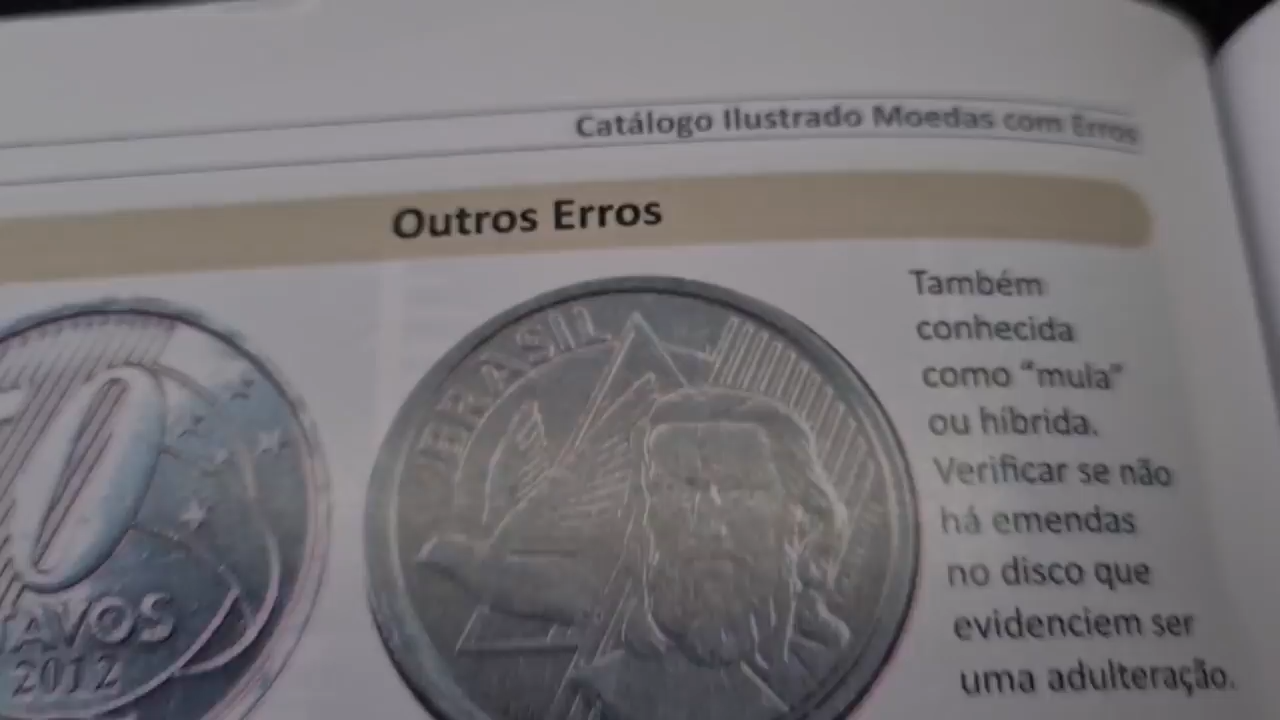 Catálogo Ilustrado Moedas com Erros
Outros Erros
BRASIL
Também
conhecida
como “mula”
ou híbrida.
Verificar se não
há emendas
no disco que
evidenciem ser
uma adulteração.
0
TAVOS
2012